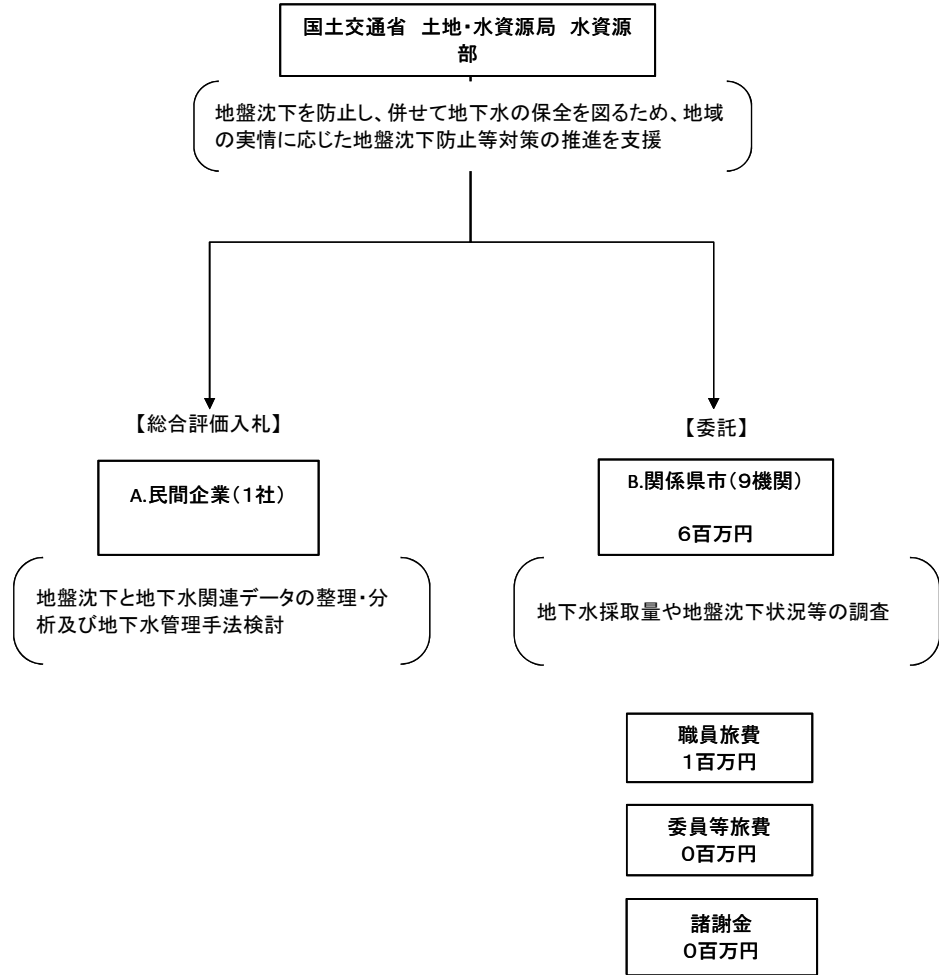 国土交通省　土地・水資源局　水資源
部
地盤沈下を防止し、併せて地下水の保全を図るため、地域
の実情に応じた地盤沈下防止等対策の推進を支援
【総合評価入札】
A.民間企業（１社）
地盤沈下と地下水関連データの整理・分
析及び地下水管理手法検討
【委託】
B.関係県市（９機関）
６百万円
地下水採取量や地盤沈下状況等の調査
職員旅費
１百万円
委員等旅費
０百万円
諸謝金
０百万円